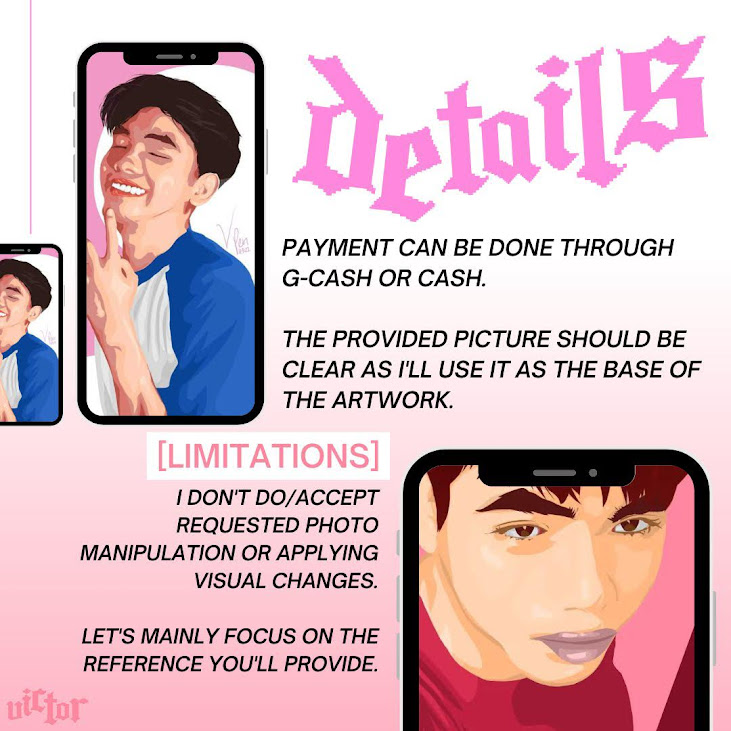 details
PAYMENT CAN BE DONE THROUGH
G-CASH OR CASH.
THE PROVIDED PICTURE SHOULD BE
CLEAR AS I'LL USE IT AS THE BASE OF
THE ARTWORK.
[LIMITATIONS]
I DON'T DO/ACCEPT
REQUESTED PHOTO
MANIPULATION OR APPLYING
VISUAL CHANGES.
LET'S MAINLY FOCUS ON THE
REFERENCE YOU'LL PROVIDE.
victor